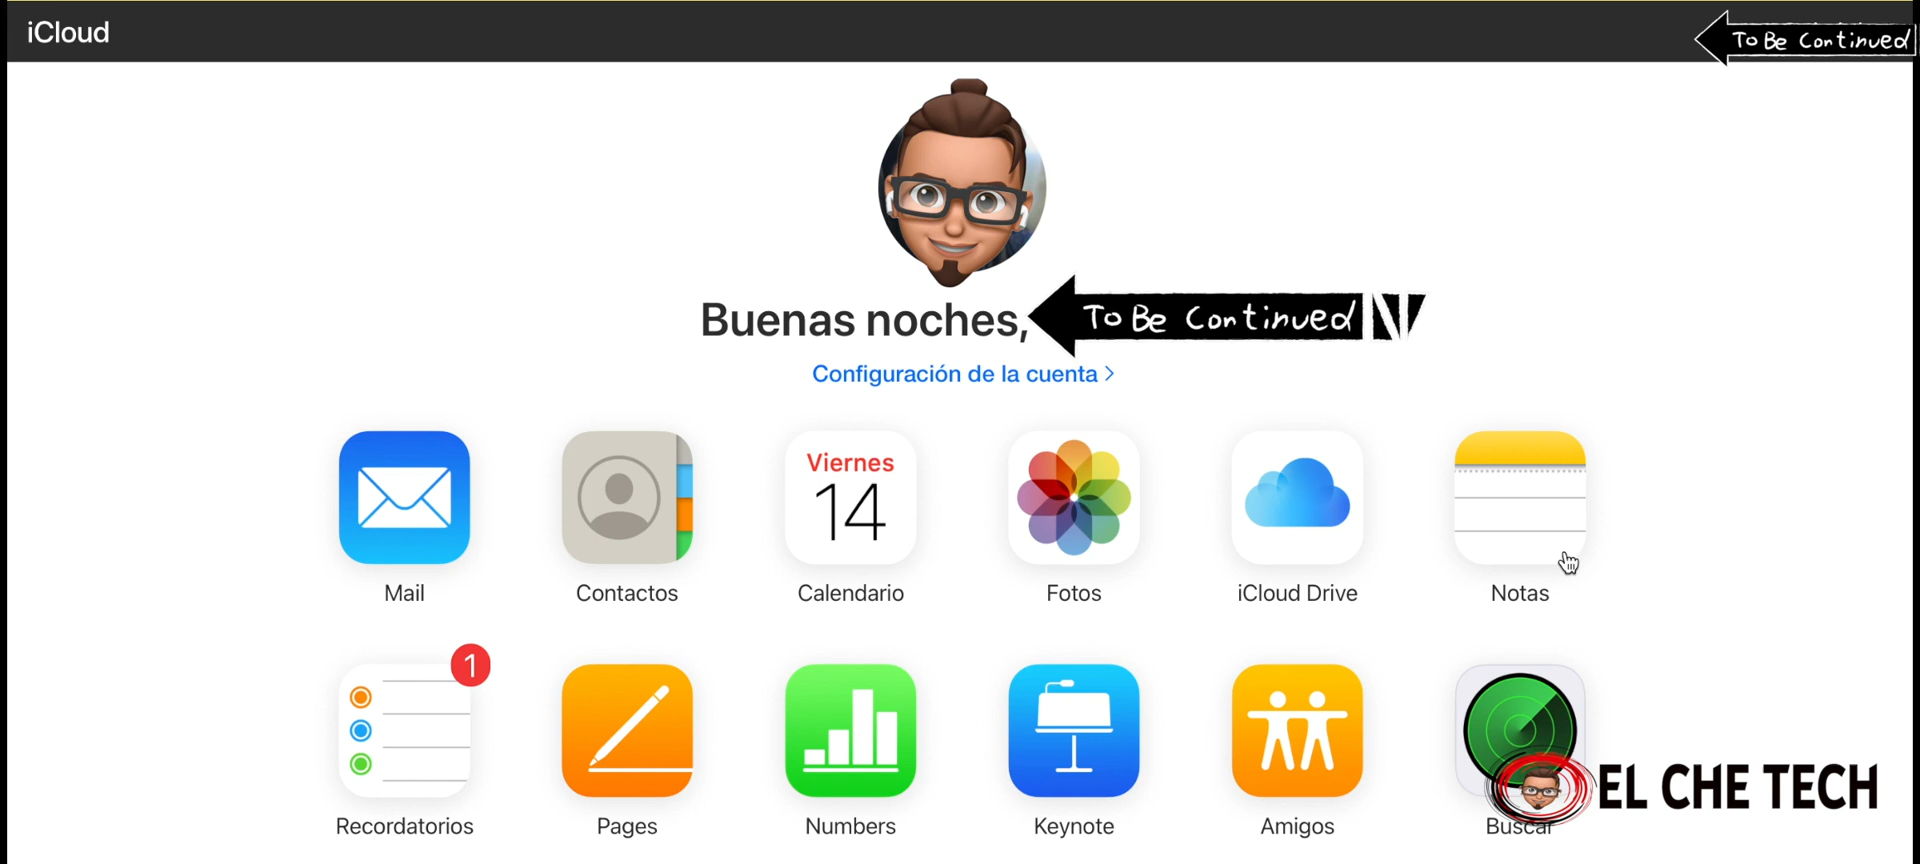 iCloud
To Be Continued
Buenas noches,
To Be Continued
Configuración de la cuenta >
Viernes
14
Mail
Contactos
Calendario
Fotos
iCloud Drive
Notas
1
Recordatorios
Pages
Numbers
Keynote
Amigos
Buscar
EL CHE TECH